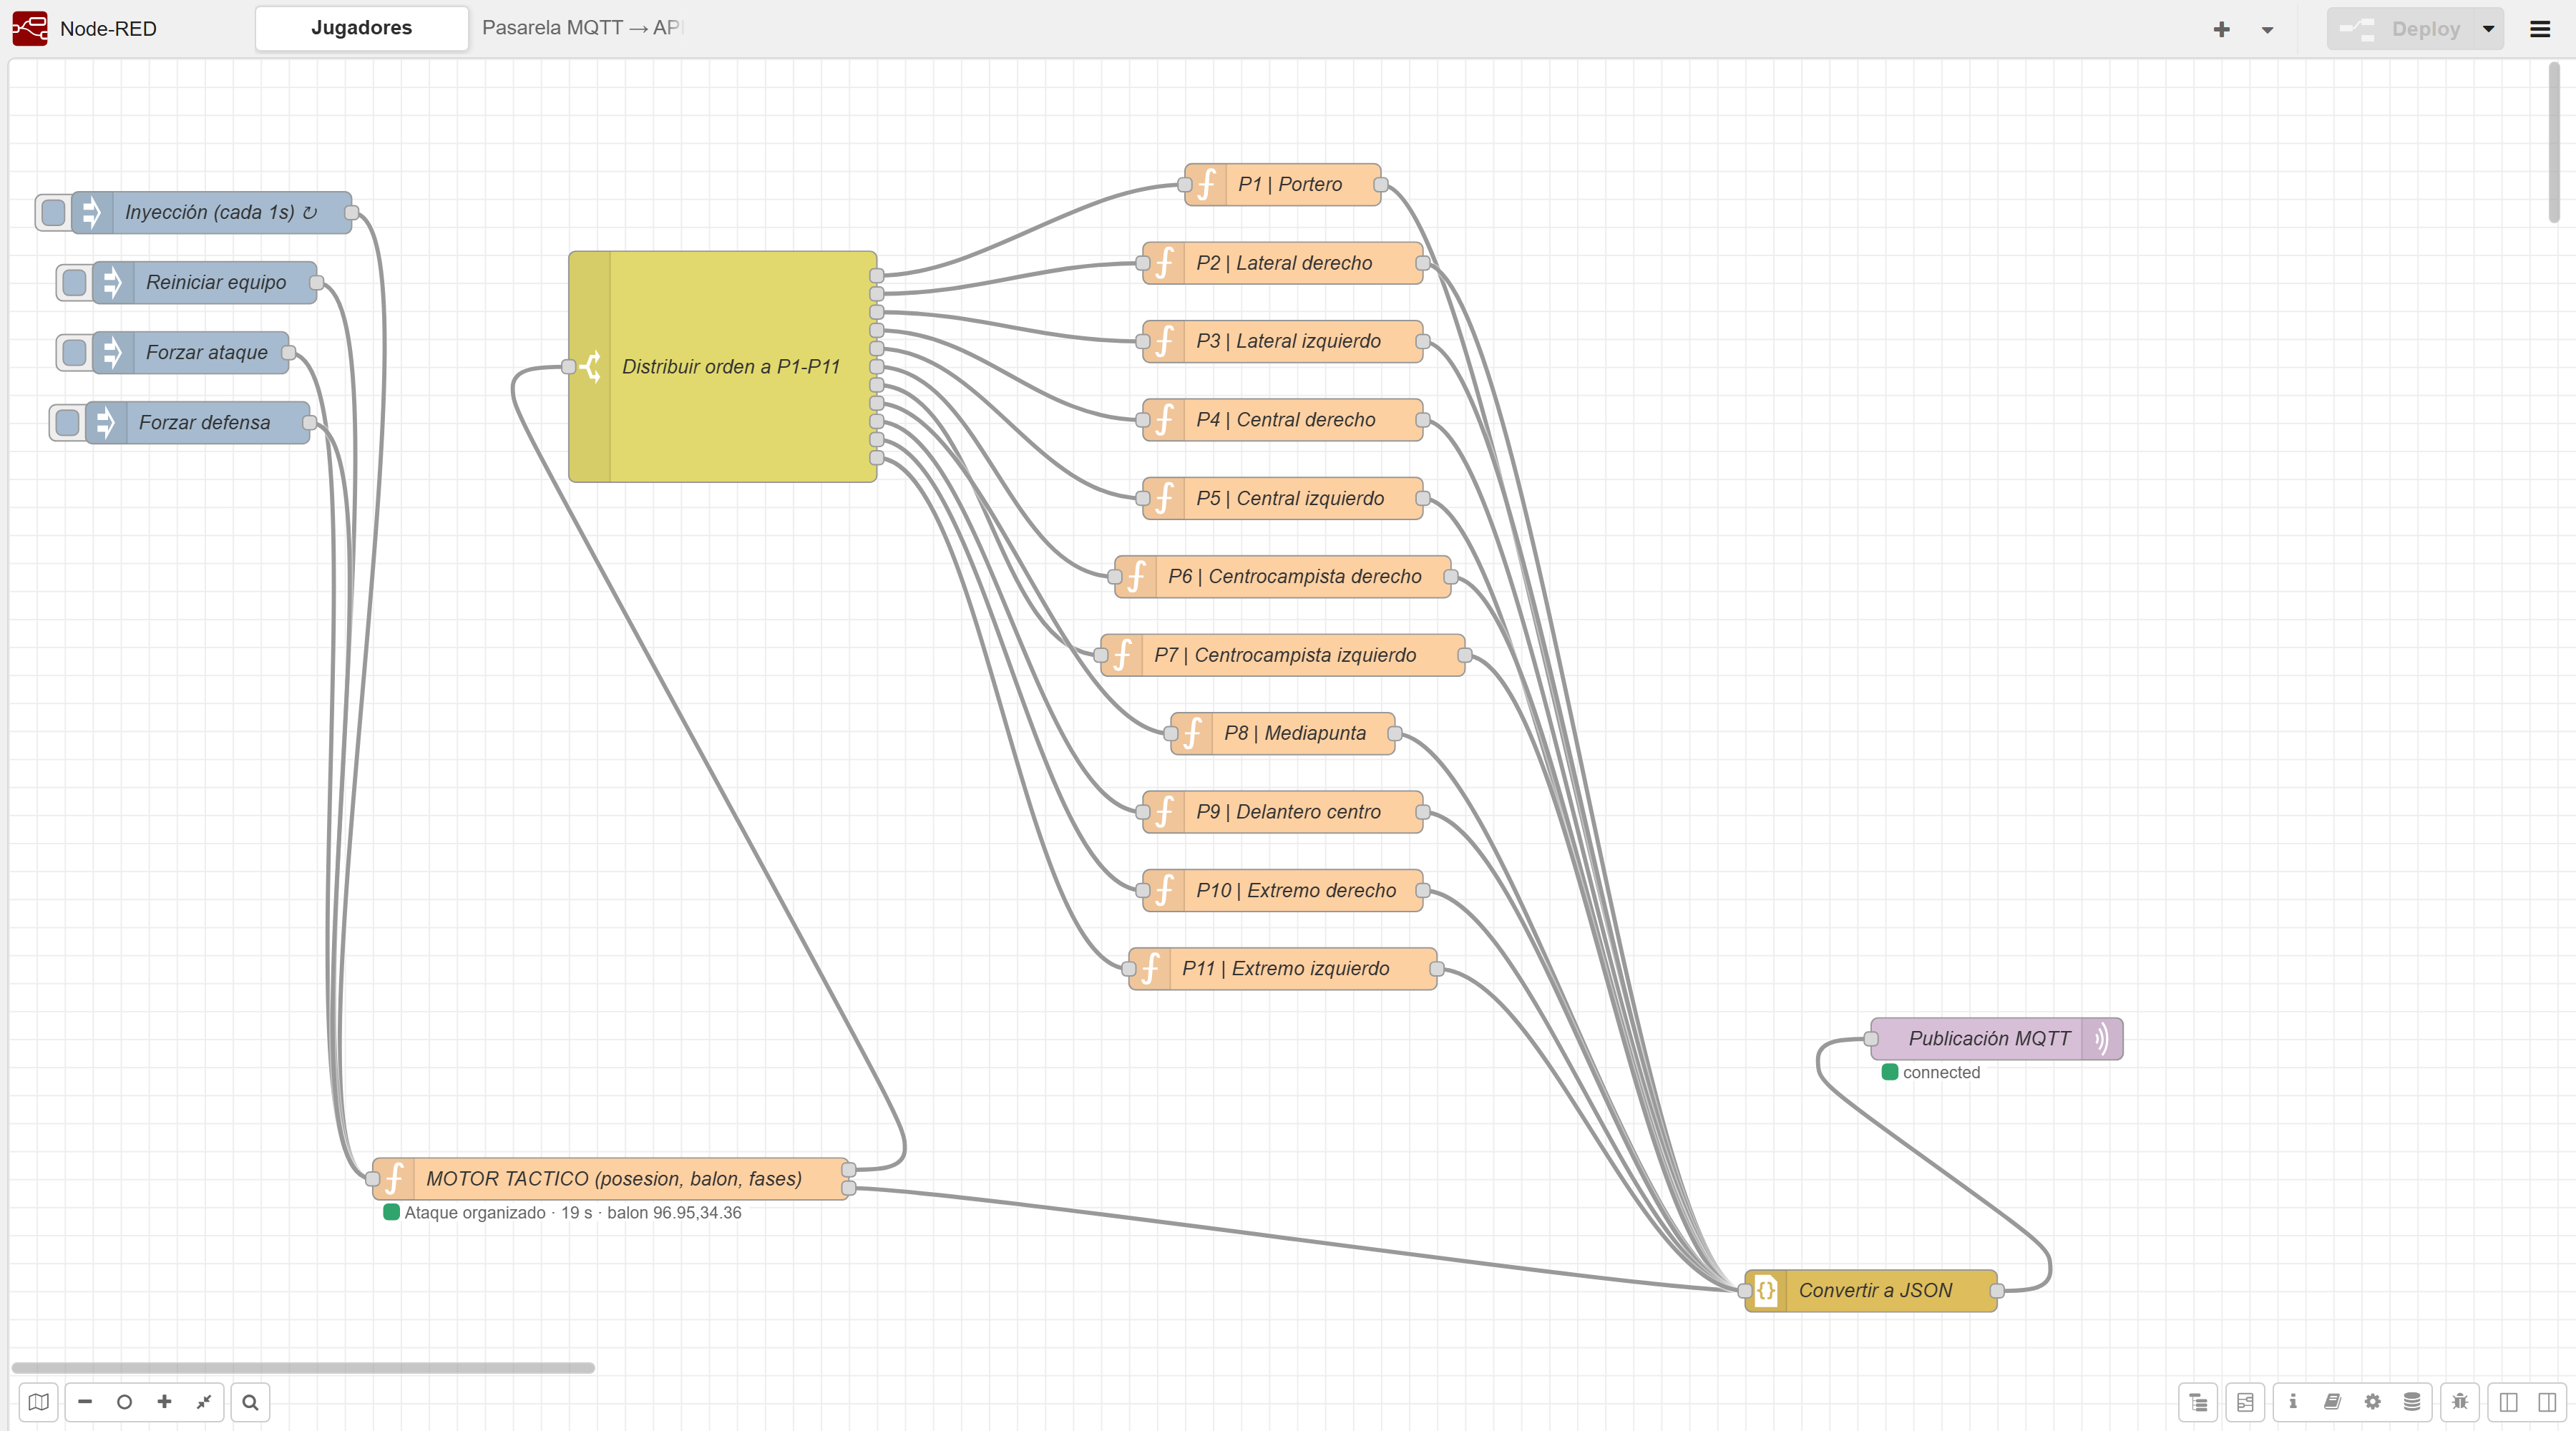 Node-RED
Jugadores
Pasarela MQTT → AP
Deploy
Inyección (cada 1s) ↻
Reiniciar equipo
Forzar ataque
Forzar defensa
Distribuir orden a P1-P11
P1 | Portero
P2 | Lateral derecho
P3 | Lateral izquierdo
P4 | Central derecho
P5 | Central izquierdo
P6 | Centrocampista derecho
P7 | Centrocampista izquierdo
P8 | Mediapunta
P9 | Delantero centro
P10 | Extremo derecho
P11 | Extremo izquierdo
Publicación MQTT
connected
MOTOR TACTICO (posesion, balon, fases)
Ataque organizado · 19 s · balon 96.95,34.36
Convertir a JSON